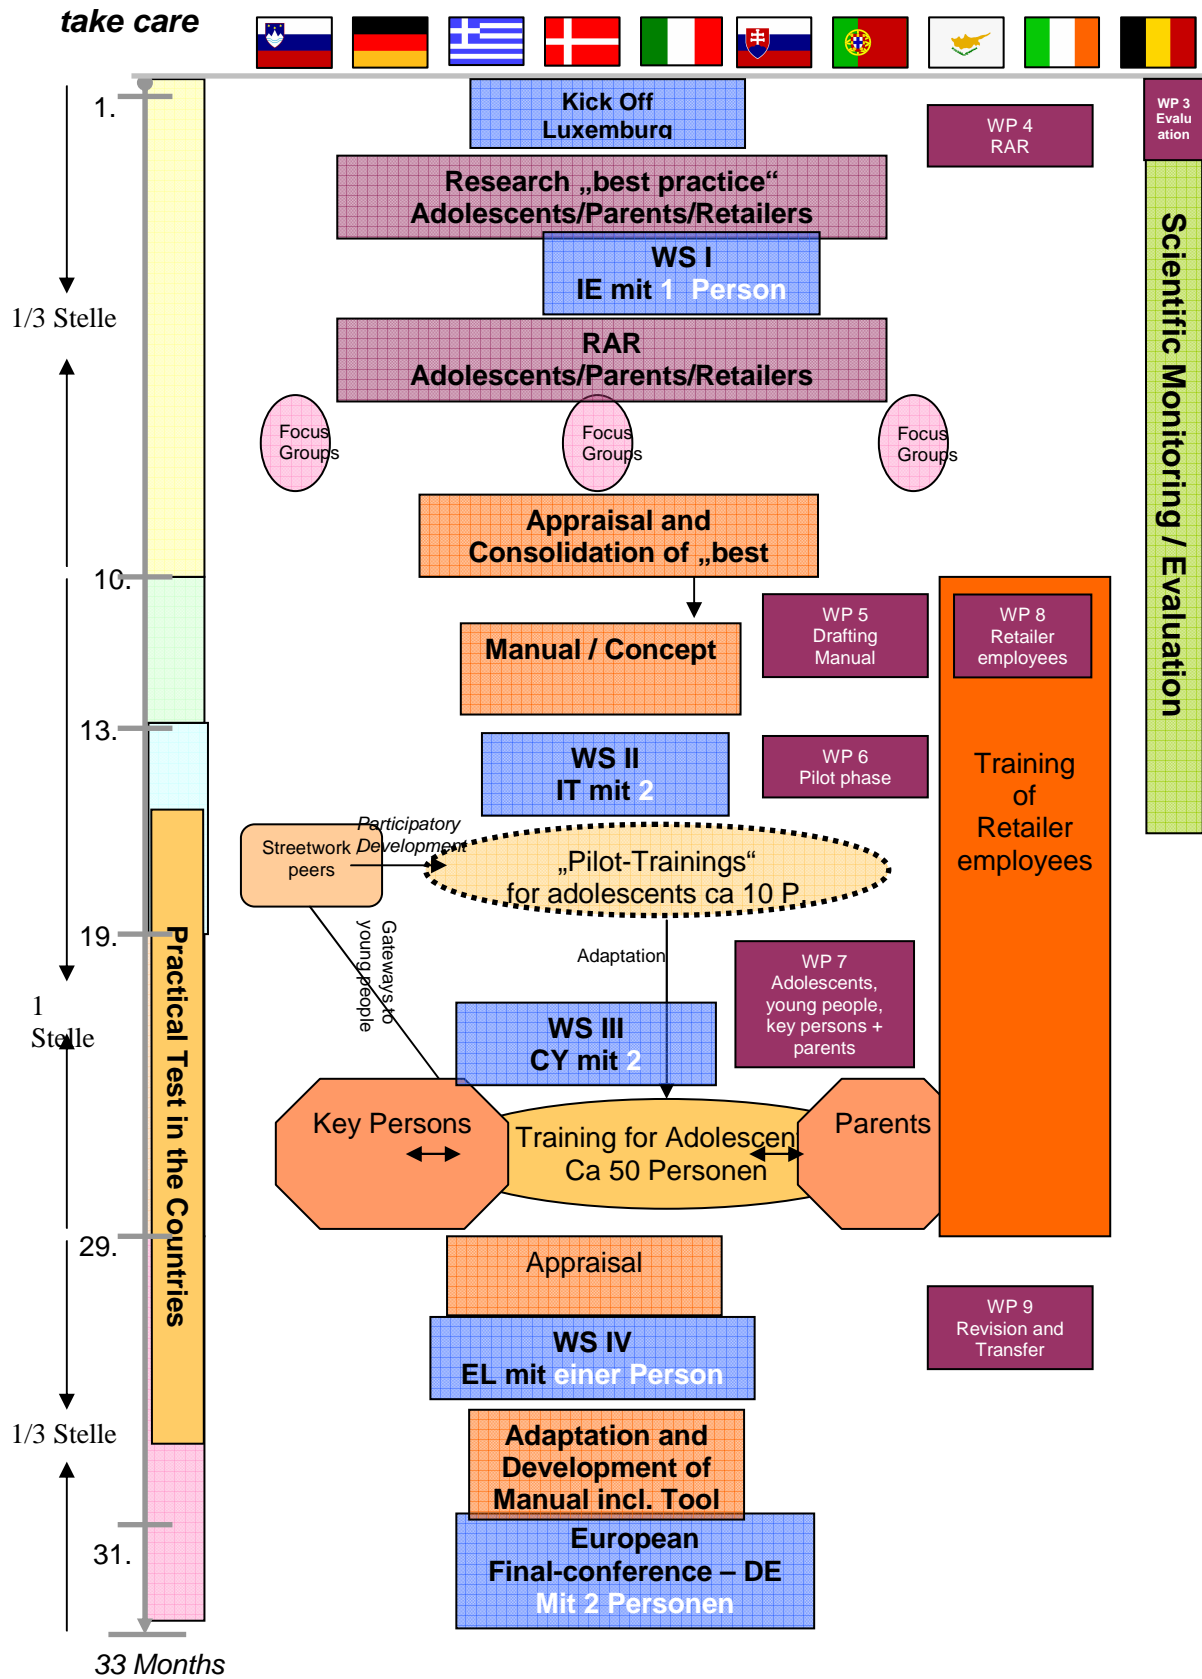 take care
1.
Kick Off
Luxemburg
WP 4
RAR
WP 3
Evalu
ation
Research „best practice“
Adolescents/Parents/Retailers
WS I
IE mit 1 Person
1/3 Stelle
RAR
Adolescents/Parents/Retailers
Scientific Monitoring / Evaluation
Focus
Groups
Focus
Groups
Focus
Groups
Appraisal and
Consolidation of „best
10.
WP 5
Drafting
Manual
WP 8
Retailer
employees
Manual / Concept
13.
WS II
IT mit 2
WP 6
Pilot phase
Training
of
Retailer
employees
Participatory
Development
Streetwork /
peers
„Pilot-Trainings“
for adolescents ca 10 P
19.
Practical Test in the Countries
Gateways to
young people
Adaptation
WP 7
Adolescents,
young people,
key persons +
parents
1
Stelle
WS III
CY mit 2
Key Persons
Training for Adolescen
Ca 50 Personen
Parents
29.
Appraisal
WP 9
Revision and
Transfer
WS IV
EL mit einer Person
1/3 Stelle
Adaptation and
Development of
Manual incl. Tool
31.
European
Final-conference – DE
Mit 2 Personen
33 Months